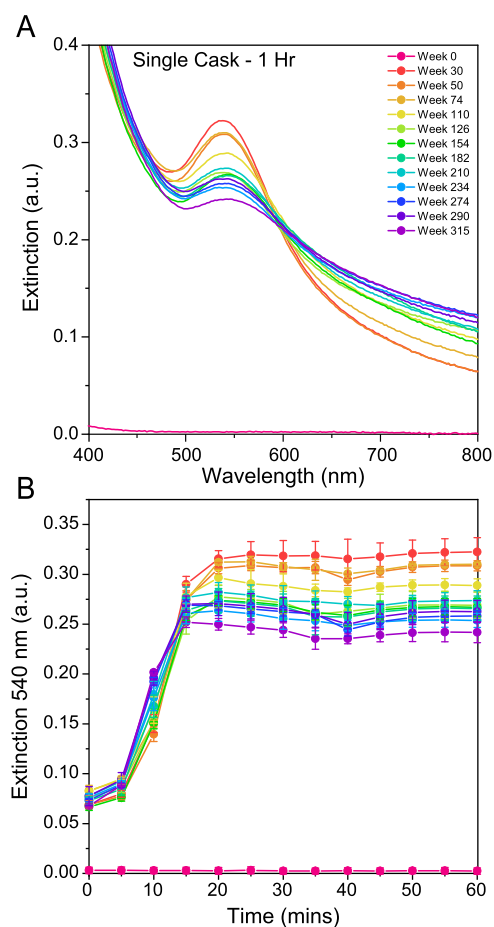 A
Single Cask - 1 Hr
Week 0
Week 30
Week 50
Week 74
Week 110
Week 126
Week 154
Week 182
Week 210
Week 234
Week 274
Week 290
Week 315
Extinction (a.u.)
0.4
0.3
0.2
0.1
0.0
400 500 600 700 800
Wavelength (nm)
B
Extinction 540 nm (a.u.)
0.35
0.30
0.25
0.20
0.15
0.10
0.05
0.00
0 10 20 30 40 50 60
Time (mins)